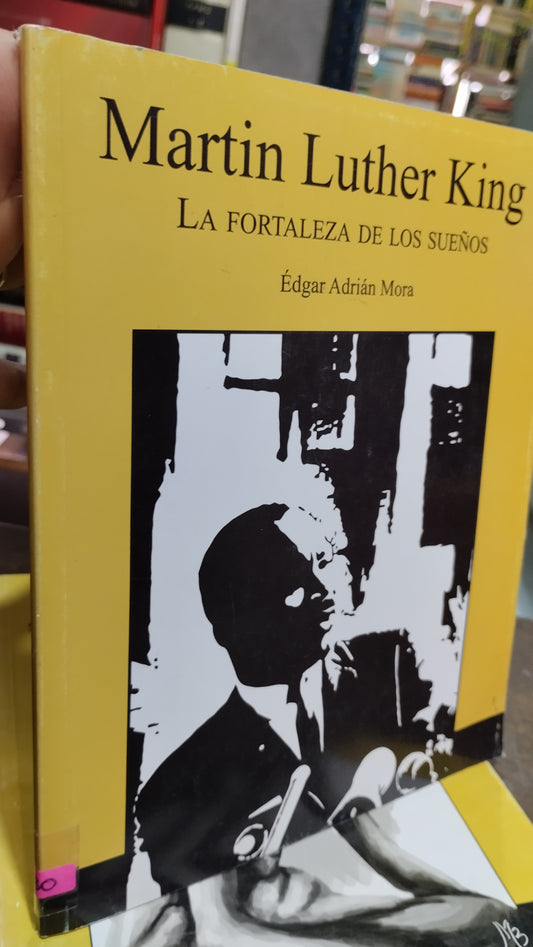 Martin Luther King
LA FORTALEZA DE LOS SUEÑOS
Édgar Adrián Mora